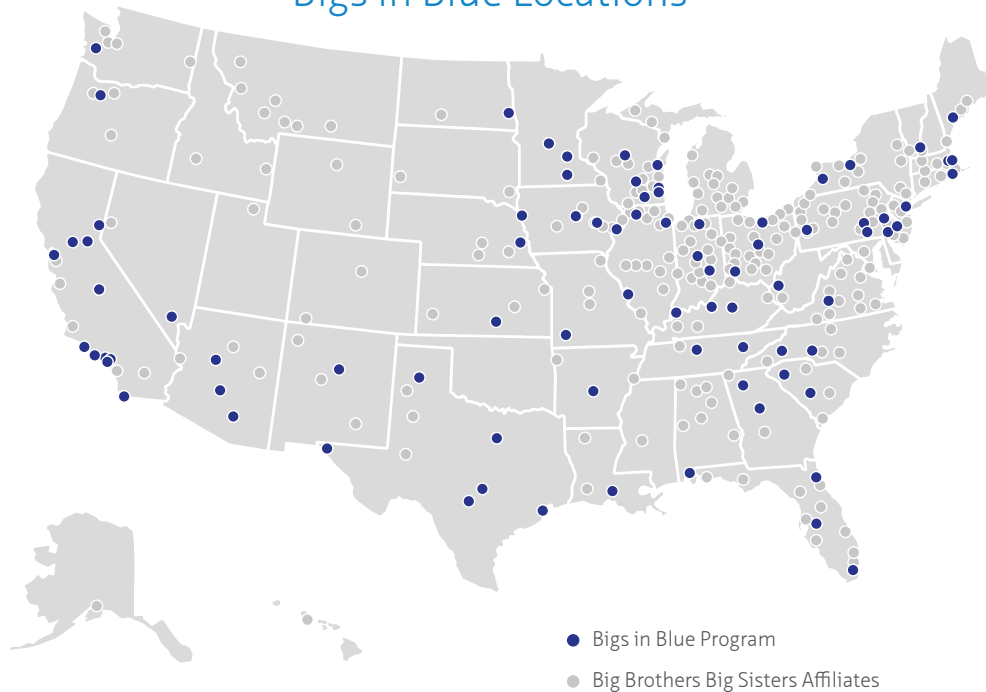 Bigs in Blue Locations
Bigs in Blue Program
Big Brothers Big Sisters Affiliates